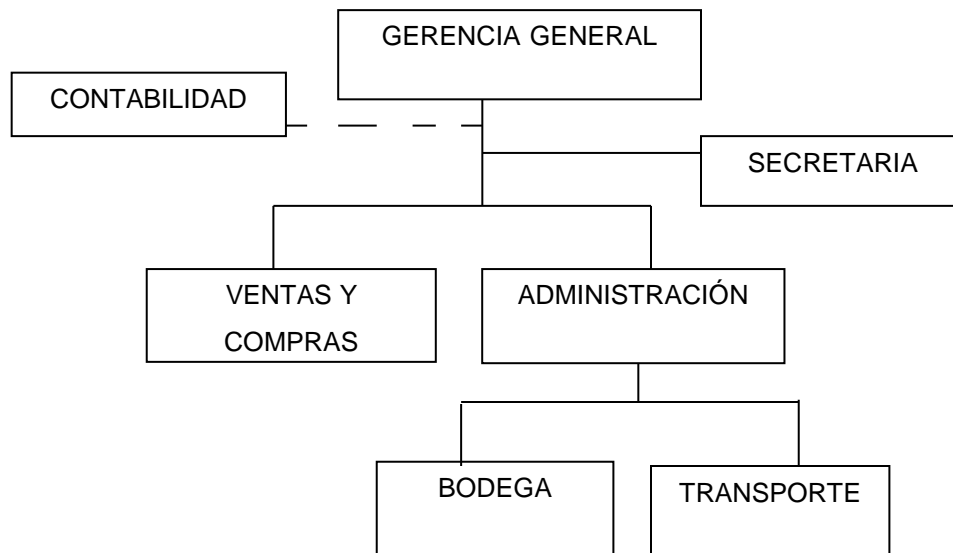 GERENCIA GENERAL
CONTABILIDAD
SECRETARIA
VENTAS Y
COMPRAS
ADMINISTRACIÓN
BODEGA
TRANSPORTE